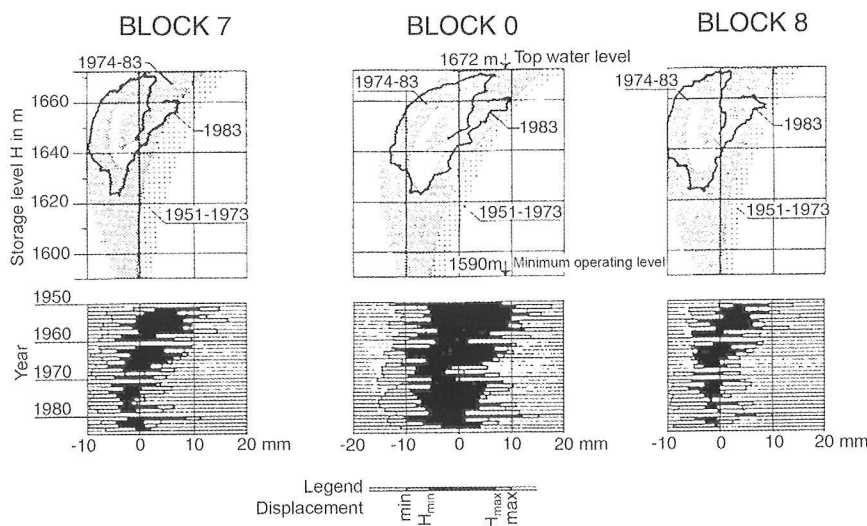 BLOCK 7 BLOCK 0 BLOCK 8
1974-83 1672 m Top water level
1974-83 1974-83
1660
1983 1983 1983
1640
1620
1951-1973 1951-1973 1951-1973
1600
1590m Minimum operating level
Storage level H in m
1950
1960
1970
1980
Year
-10 0 10 20 mm -20 -10 0 10 20 mm -10 0 10 20 mm
Legend
Displacement min Hmin Hmax max